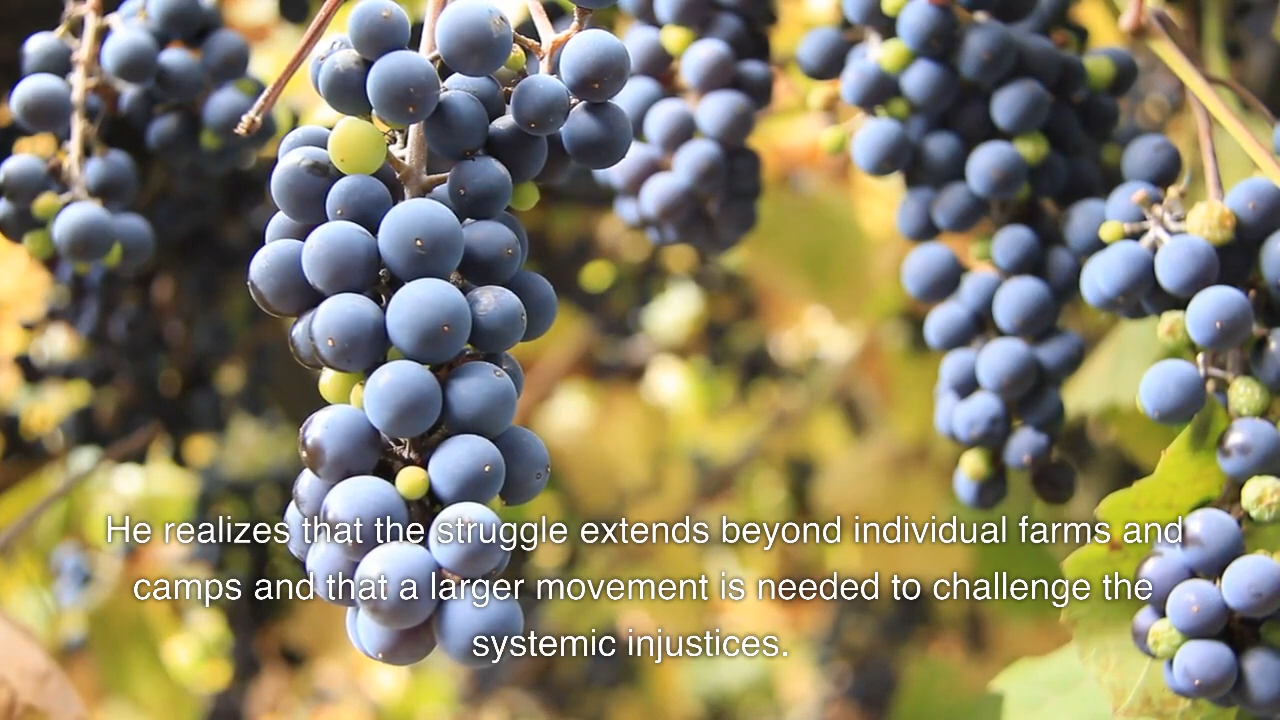 He realizes that the struggle extends beyond individual farms and
camps and that a larger movement is needed to challenge the
systemic injustices.